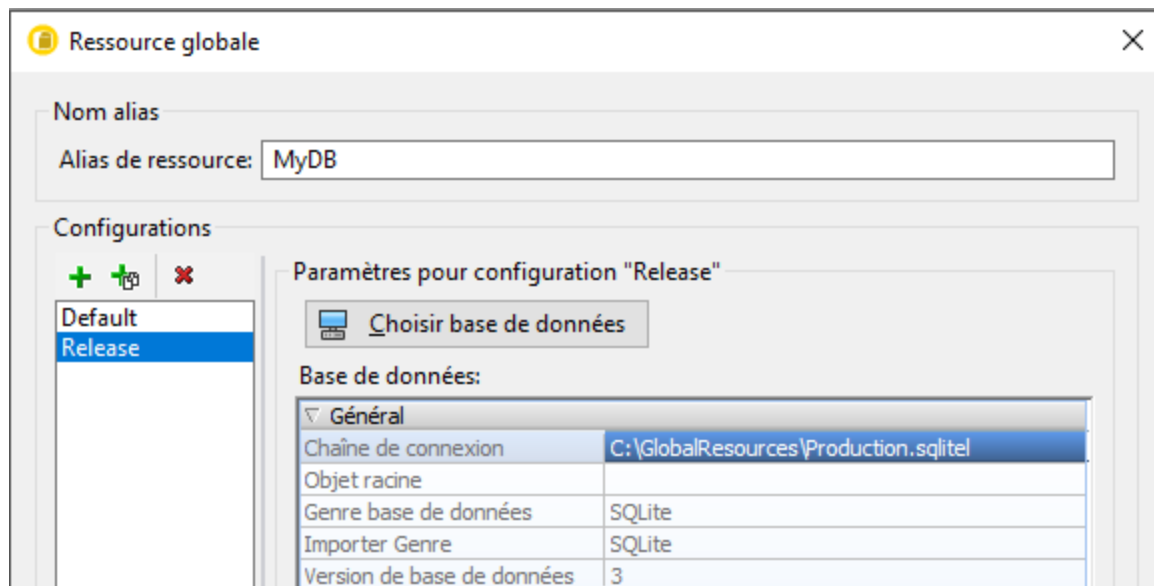 Ressource globale
Nom alias
Alias de ressource: MyDB
Configurations
Paramètres pour configuration "Release"
Default
Release
Choisir base de données
Base de données:
Général
Chaîne de connexion C:\GlobalResources\Production.sqlitel
Objet racine
Genre base de données SQLite
Importer Genre SQLite
Version de base de données 3